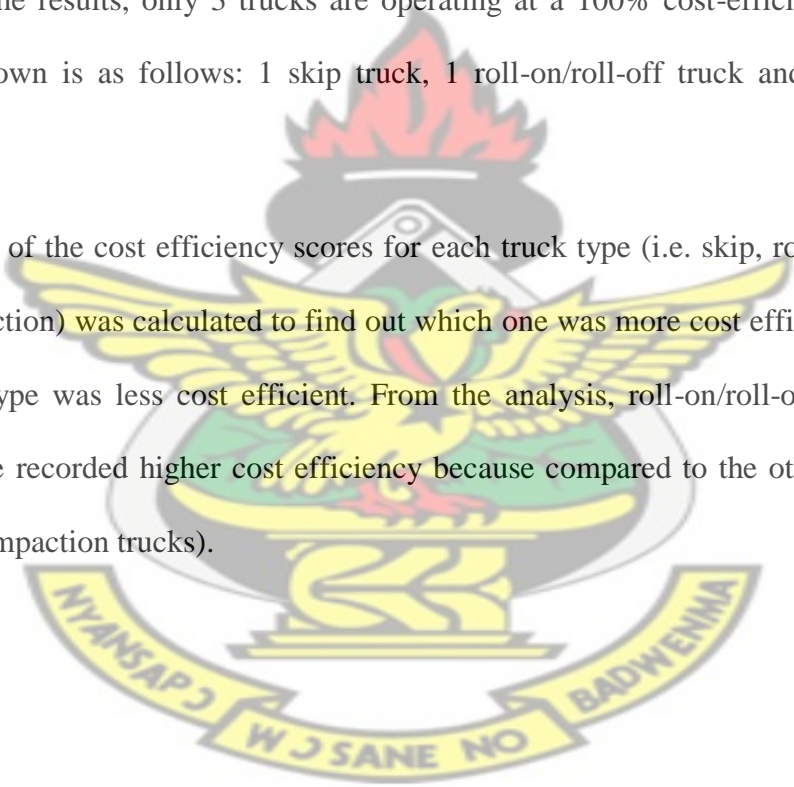 he results, only 3 trucks are operating at a 100% cost-effici
own is as follows: 1 skip truck, 1 roll-on/roll-off truck and
of the cost efficiency scores for each truck type (i.e. skip, ro
ction) was calculated to find out which one was more cost effi
ype was less cost efficient. From the analysis, roll-on/roll-o
e recorded higher cost efficiency because compared to the ot
mpaction trucks).
NYANSAPƆ
WƆ SANE NO
BADWENMA